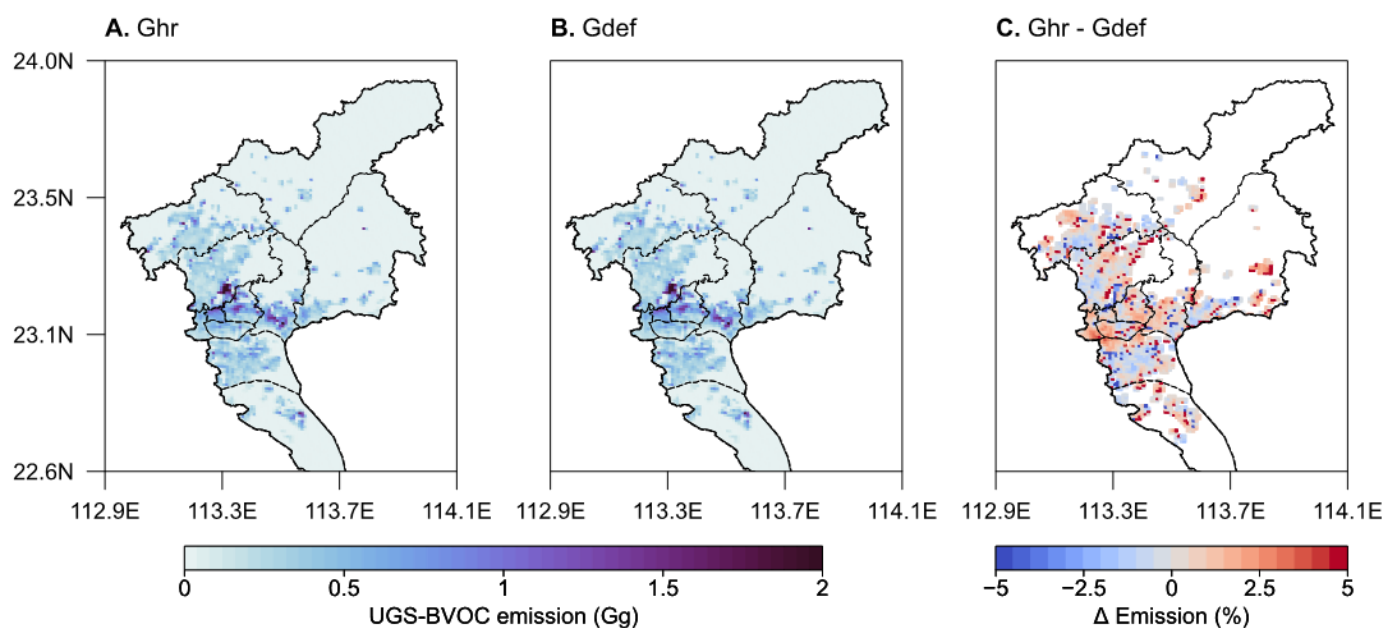 A. Ghr
B. Gdef
C. Ghr - Gdef
24.0N
23.5N
23.1N
22.6N
112.9E 113.3E 113.7E 114.1E
112.9E 113.3E 113.7E 114.1E
112.9E 113.3E 113.7E 114.1E
0 0.5 1 1.5 2
UGS-BVOC emission (Gg)
−5 −2.5 0 2.5 5
Δ Emission (%)